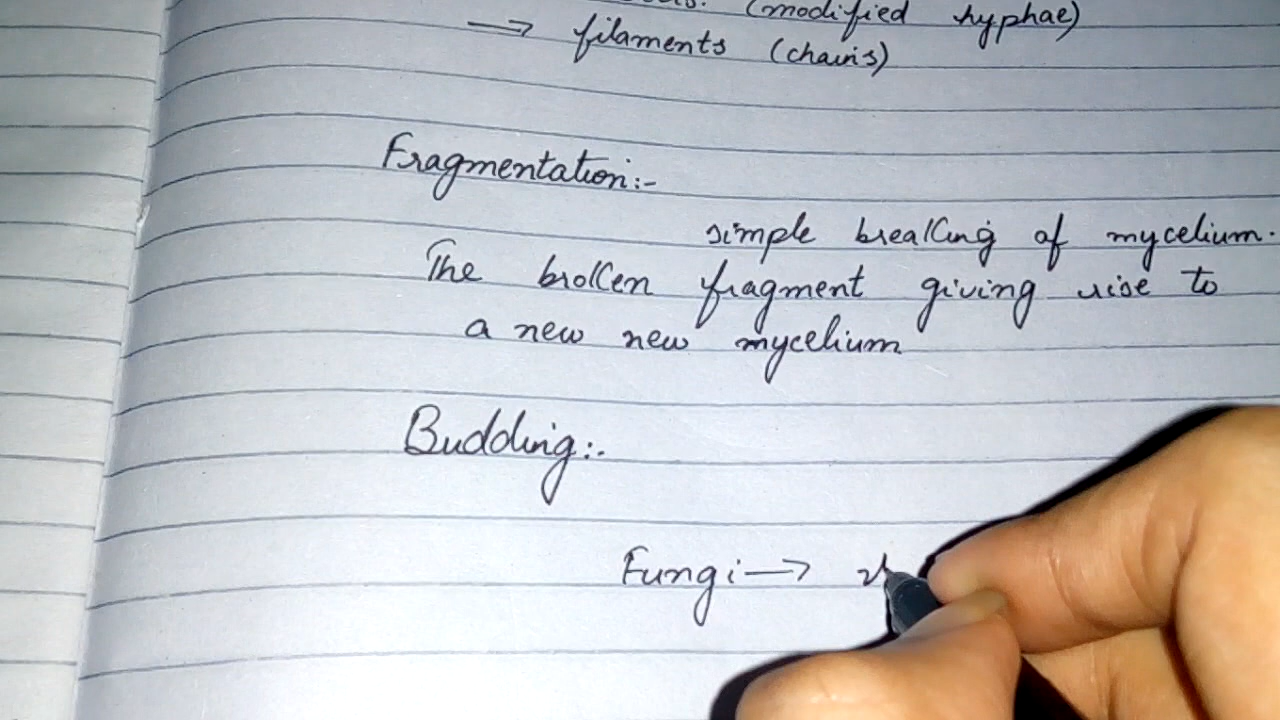 (modified hyphae)
→ filaments (chains)
Fragmentation:-
simple breaking of mycelium.
The broken fragment giving rise to
a new new mycelium
Budding:-
Fungi →